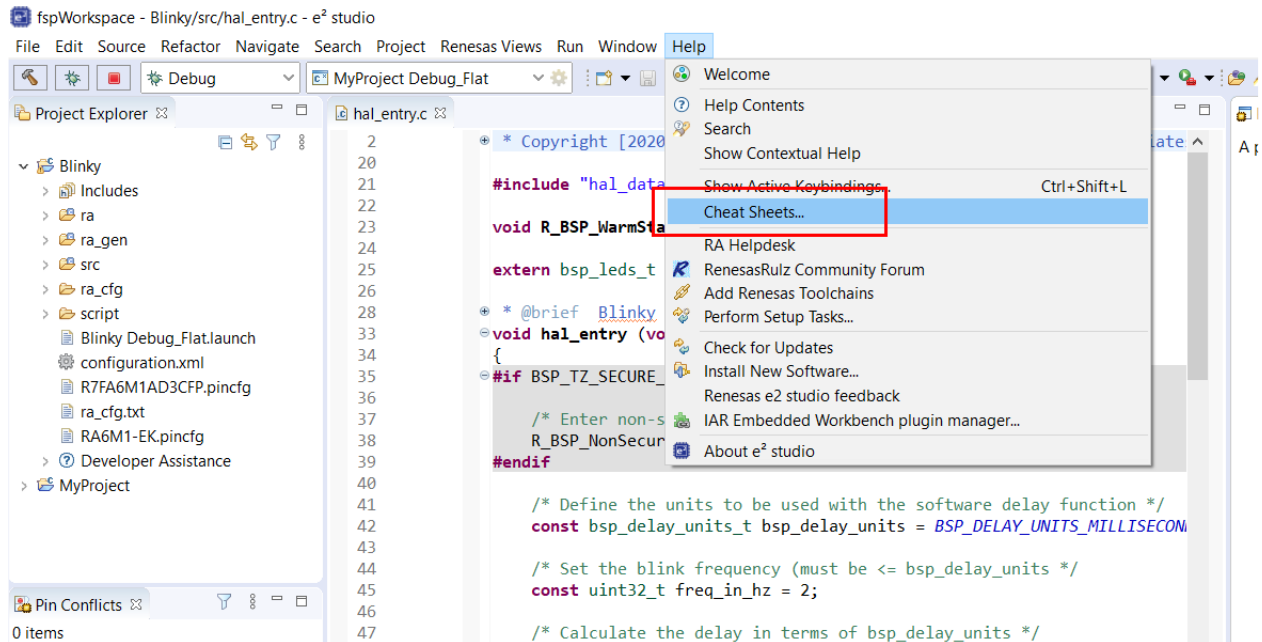 fspWorkspace - Blinky/src/hal_entry.c - e² studio
File Edit Source Refactor Navigate Search Project Renesas Views Run Window Help
Debug
MyProject Debug_Flat
Project Explorer
Blinky
Includes
ra
ra_gen
src
ra_cfg
script
Blinky Debug_Flat.launch
configuration.xml
R7FA6M1AD3CFP.pincfg
ra_cfg.txt
RA6M1-EK.pincfg
Developer Assistance
MyProject
Pin Conflicts
0 items
hal_entry.c
2 * Copyright [2020
20
21 #include "hal_data
22
23 void R_BSP_WarmSta
24
25 extern bsp_leds_t
26
28 * @brief Blinky
33 void hal_entry (vo
34 {
35 #if BSP_TZ_SECURE_
36
37 /* Enter non-s
38 R_BSP_NonSecur
39 #endif
40
41 /* Define the units to be used with the software delay function */
42 const bsp_delay_units_t bsp_delay_units = BSP_DELAY_UNITS_MILLISECON
43
44 /* Set the blink frequency (must be <= bsp_delay_units */
45 const uint32_t freq_in_hz = 2;
46
47 /* Calculate the delay in terms of bsp_delay_units */
Welcome
Help Contents
Search
Show Contextual Help
Show Active Keybindings... Ctrl+Shift+L
Cheat Sheets...
RA Helpdesk
RenesasRulz Community Forum
Add Renesas Toolchains
Perform Setup Tasks...
Check for Updates
Install New Software...
Renesas e2 studio feedback
IAR Embedded Workbench plugin manager...
About e² studio
iate
A